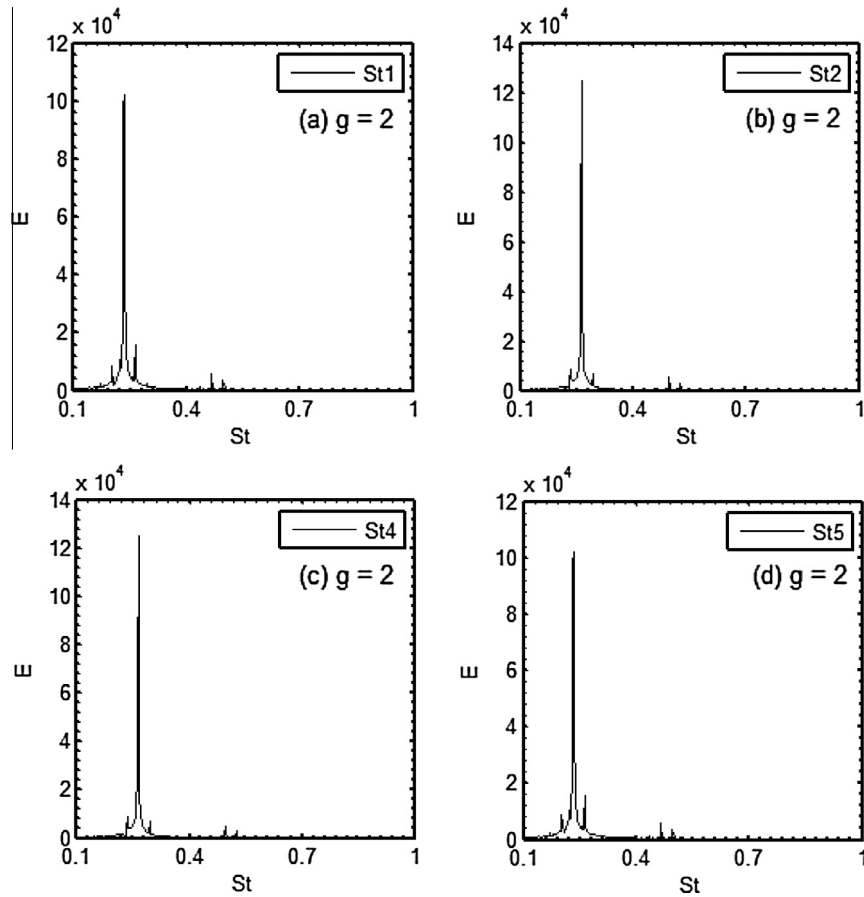 x 10^4
12
10
8
6
4
2
0
E
0.1 0.4 0.7 1
St
St1
(a) g = 2
x 10^4
14
12
10
8
6
4
2
0
E
0.1 0.4 0.7 1
St
St2
(b) g = 2
x 10^4
14
12
10
8
6
4
2
0
E
0.1 0.4 0.7 1
St
St4
(c) g = 2
x 10^4
12
10
8
6
4
2
0
E
0.1 0.4 0.7 1
St
St5
(d) g = 2